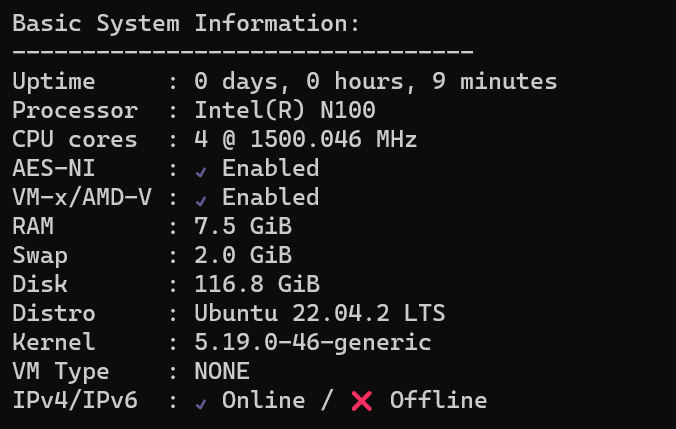 Basic System Information:
---------------------------------
Uptime     : 0 days, 0 hours, 9 minutes
Processor  : Intel(R) N100
CPU cores  : 4 @ 1500.046 MHz
AES-NI     : ✔ Enabled
VM-x/AMD-V : ✔ Enabled
RAM        : 7.5 GiB
Swap       : 2.0 GiB
Disk       : 116.8 GiB
Distro     : Ubuntu 22.04.2 LTS
Kernel     : 5.19.0-46-generic
VM Type    : NONE
IPv4/IPv6  : ✔ Online / ❌ Offline